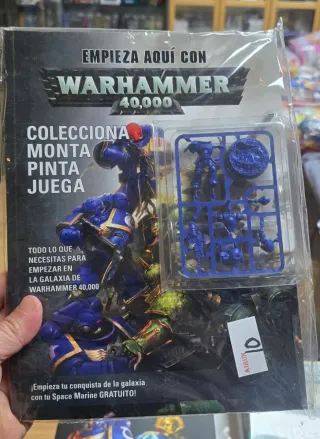 EMPIEZA AQUÍ CON
WARHAMMER
40,000
COLECCIONA
MONTA
PINTA
JUEGA
TODO LO QUE
NECESITAS PARA
EMPEZAR EN
LA GALAXIA DE
WARHAMMER 40,000
10
¡Empieza tu conquista de la galaxia
con tu Space Marine GRATUITO!